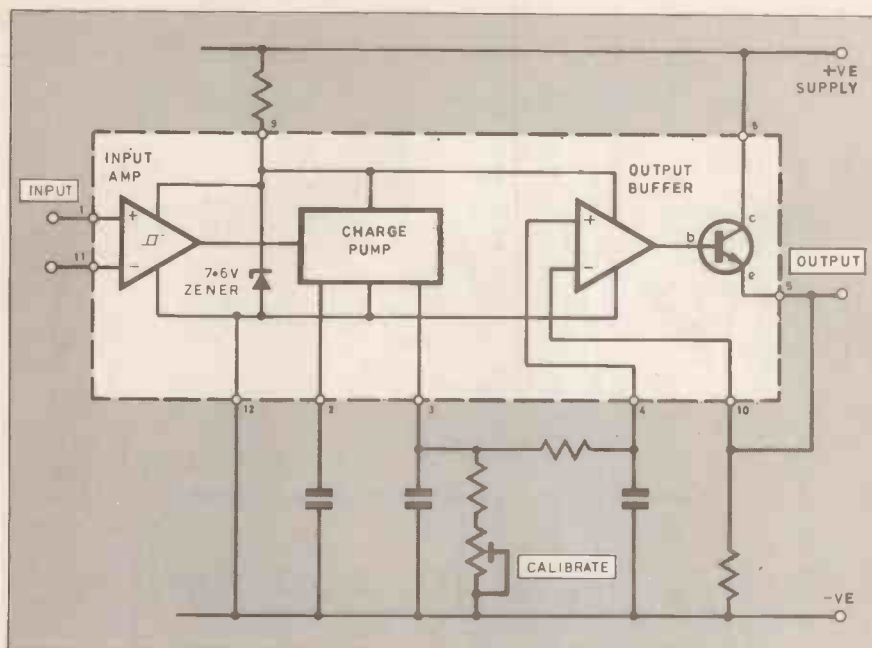 +VE
SUPPLY
9
INPUT
AMP
OUTPUT
BUFFER
INPUT
1
+
-
11
CHARGE
PUMP
7·6V
ZENER
+
-
b
c
e
OUTPUT
5
12
2
3
4
10
CALIBRATE
-VE